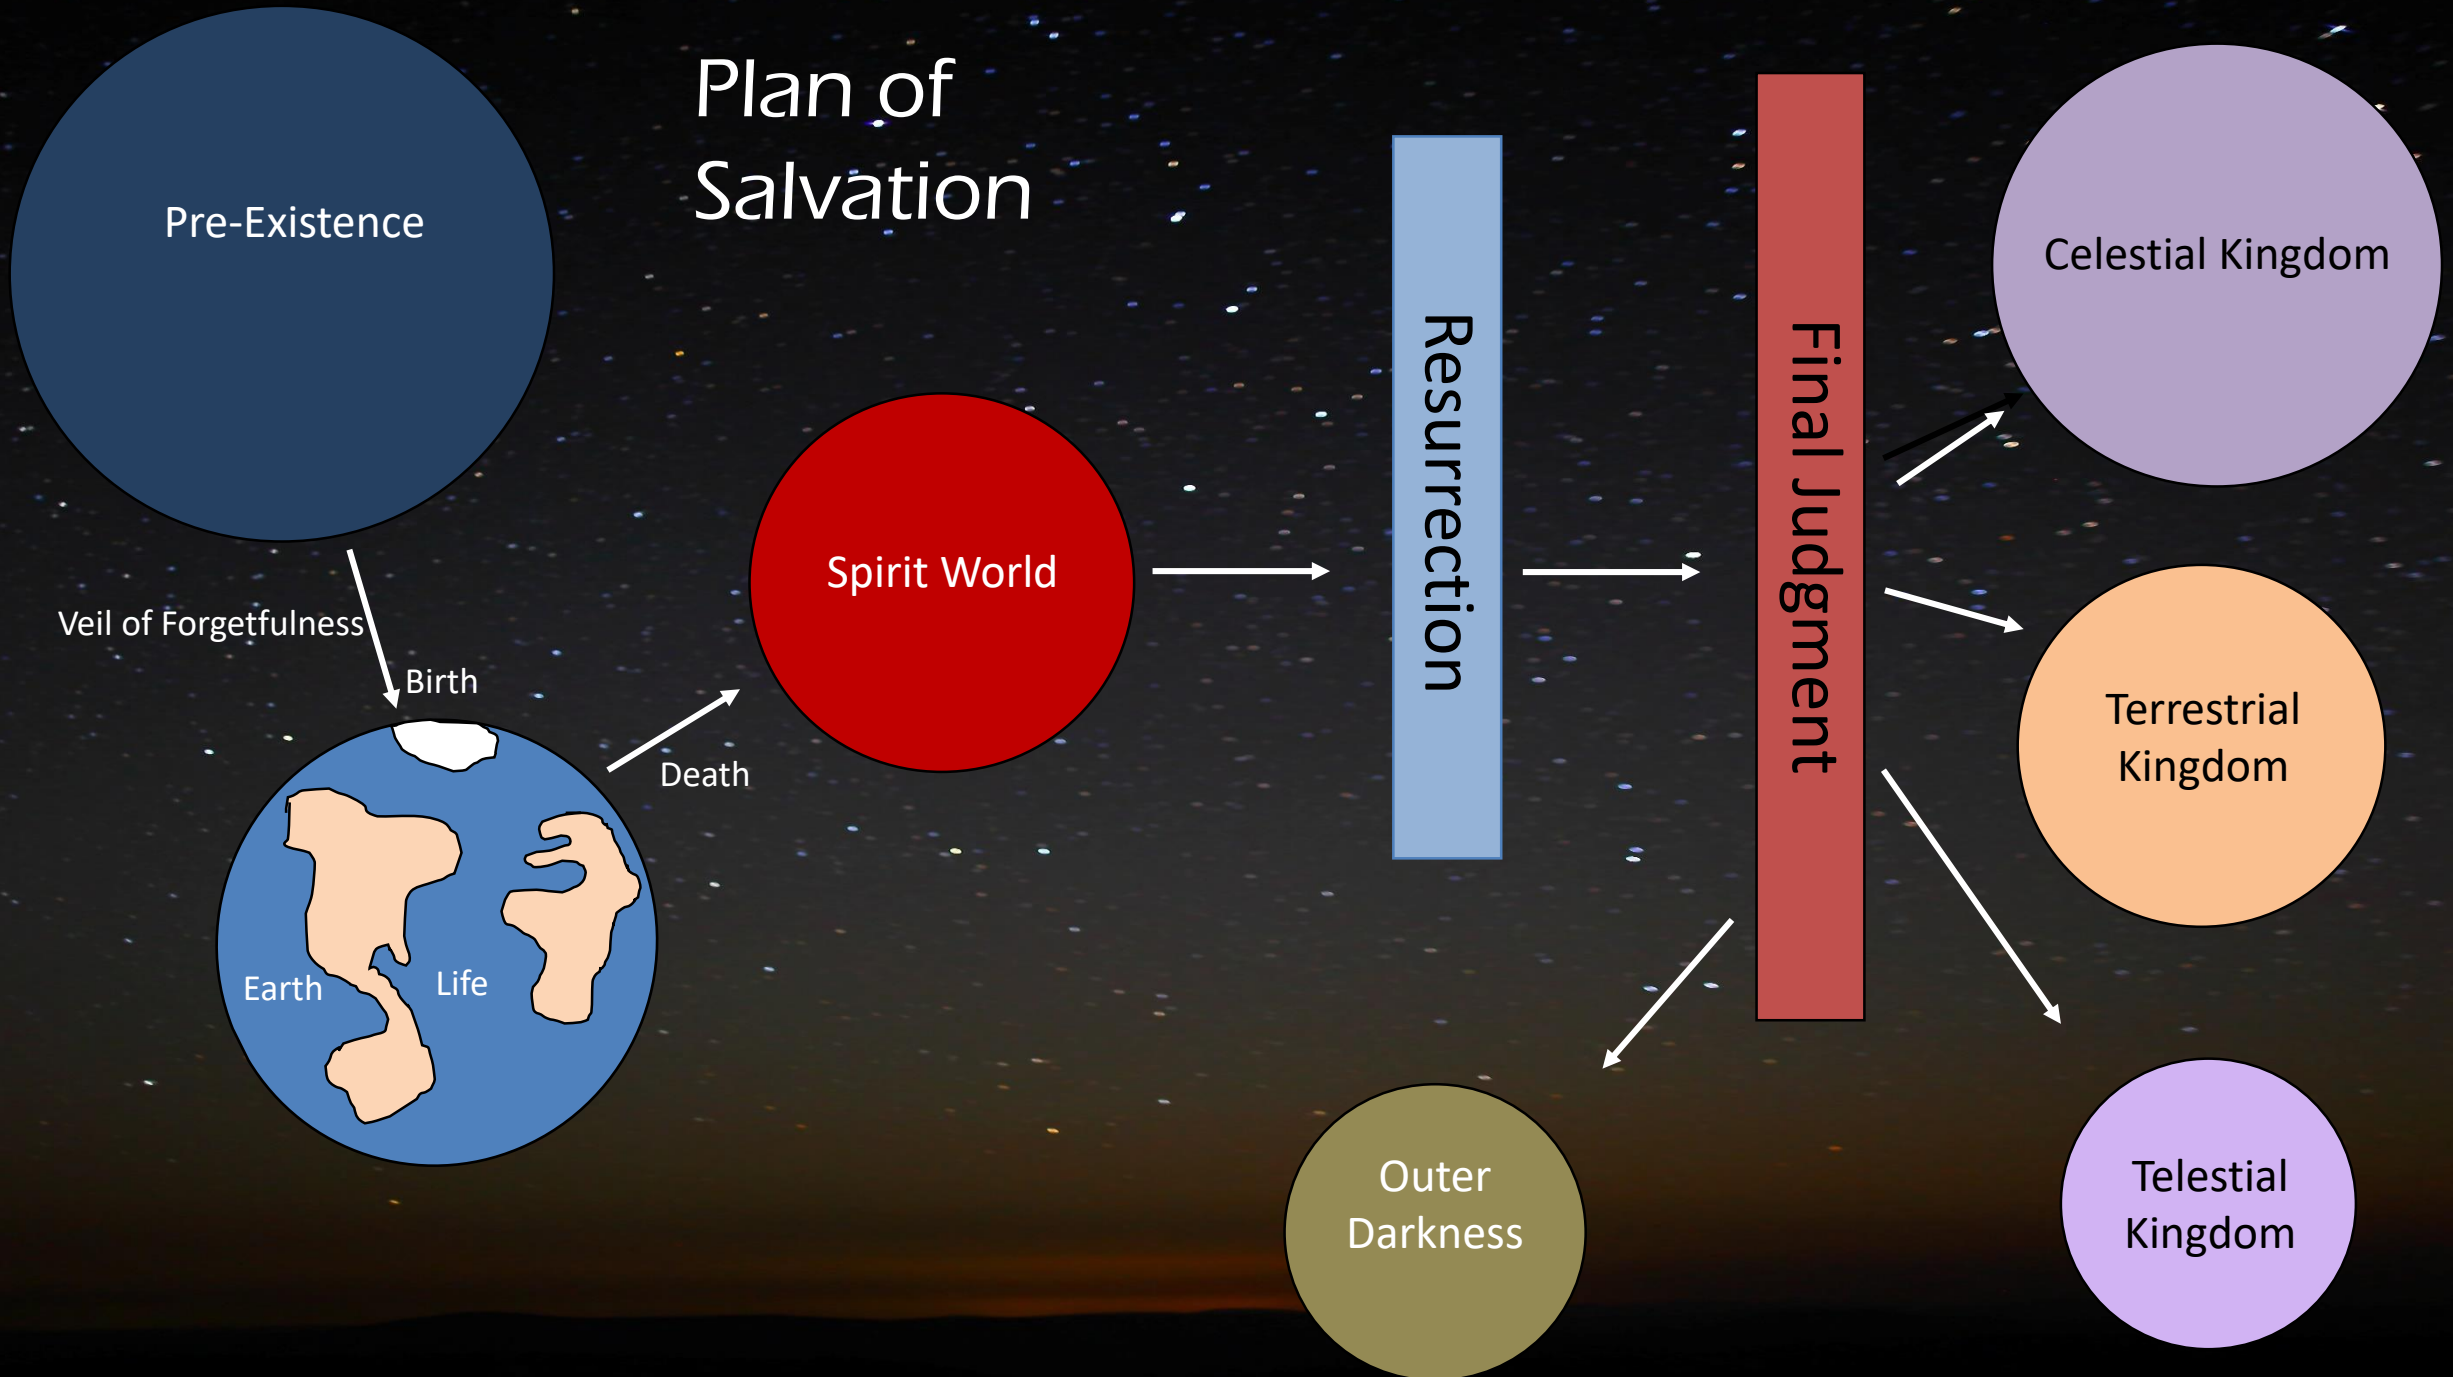 Plan of
Salvation
Pre-Existence
Veil of Forgetfulness
Birth
Earth
Life
Death
Spirit World
Resurrection
Final Judgment
Celestial Kingdom
Terrestrial
Kingdom
Telestial
Kingdom
Outer
Darkness